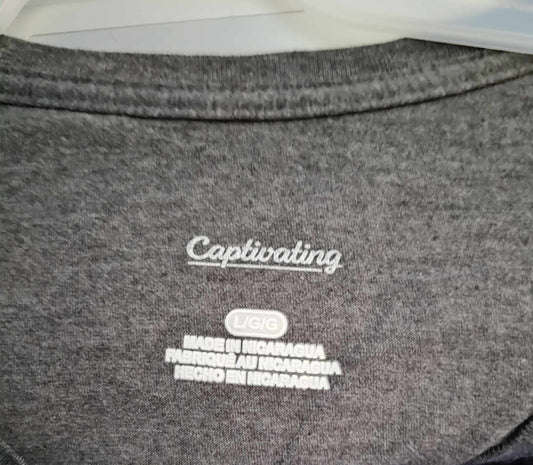 Captivating
L/G/G
MADE IN NICARAGUA
FABRIQUÉ AU NICARAGUA
HECHO EN NICARAGUA